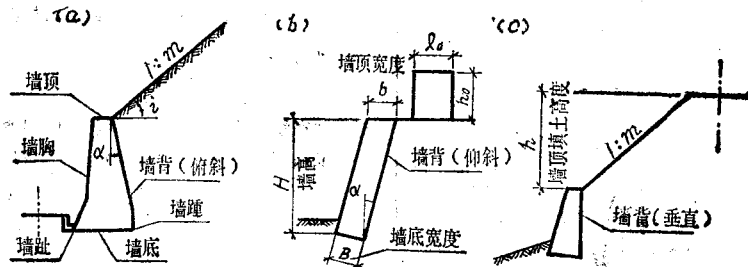 (a)
墙顶
墙胸
α
1:m
i
墙背(俯斜)
墙踵
墙趾
墙底
(b)
l₀
墙顶宽度
b
h₀
H
墙高
α
墙背(仰斜)
B
墙底宽度
(c)
h
墙顶填土高度
1:m
墙背(垂直)